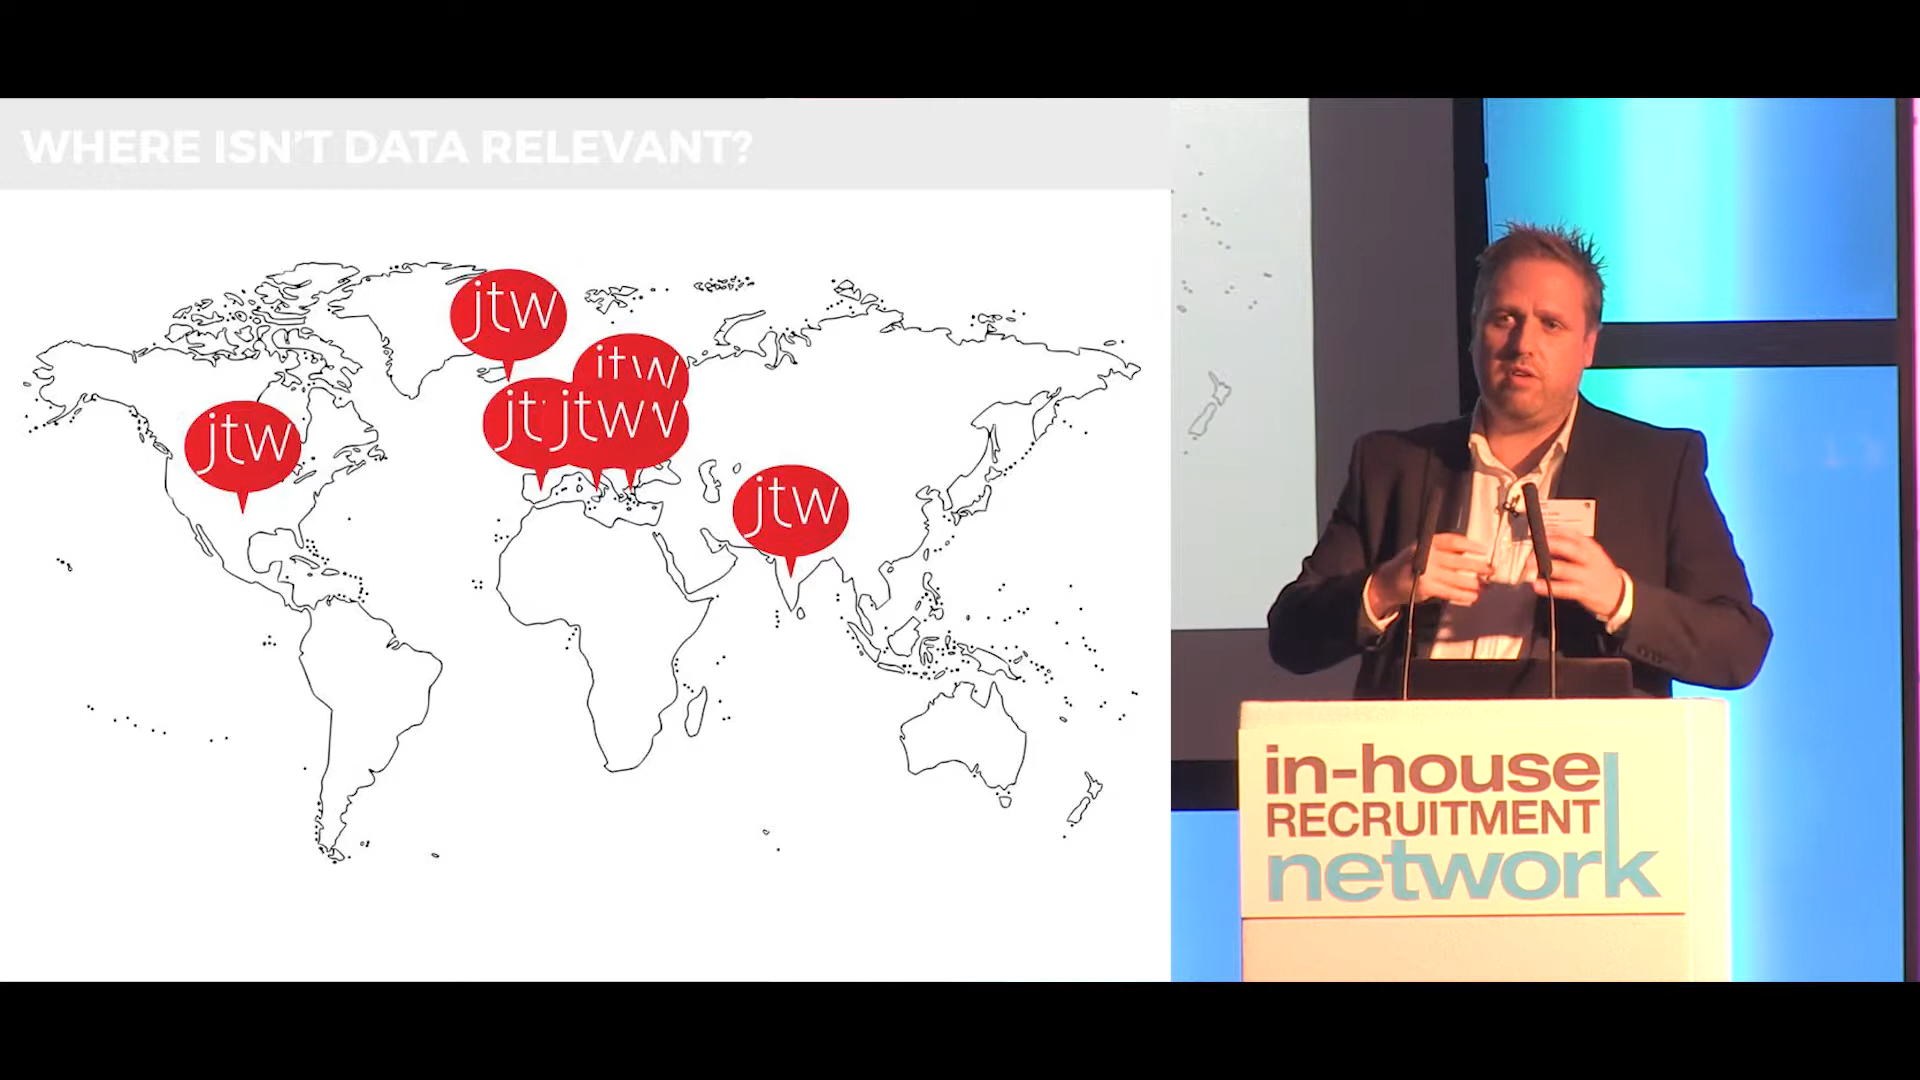 WHERE ISN'T DATA RELEVANT?
jtw
jtw
jt
jtw
jtw
jtw
in-house
RECRUITMENT
network